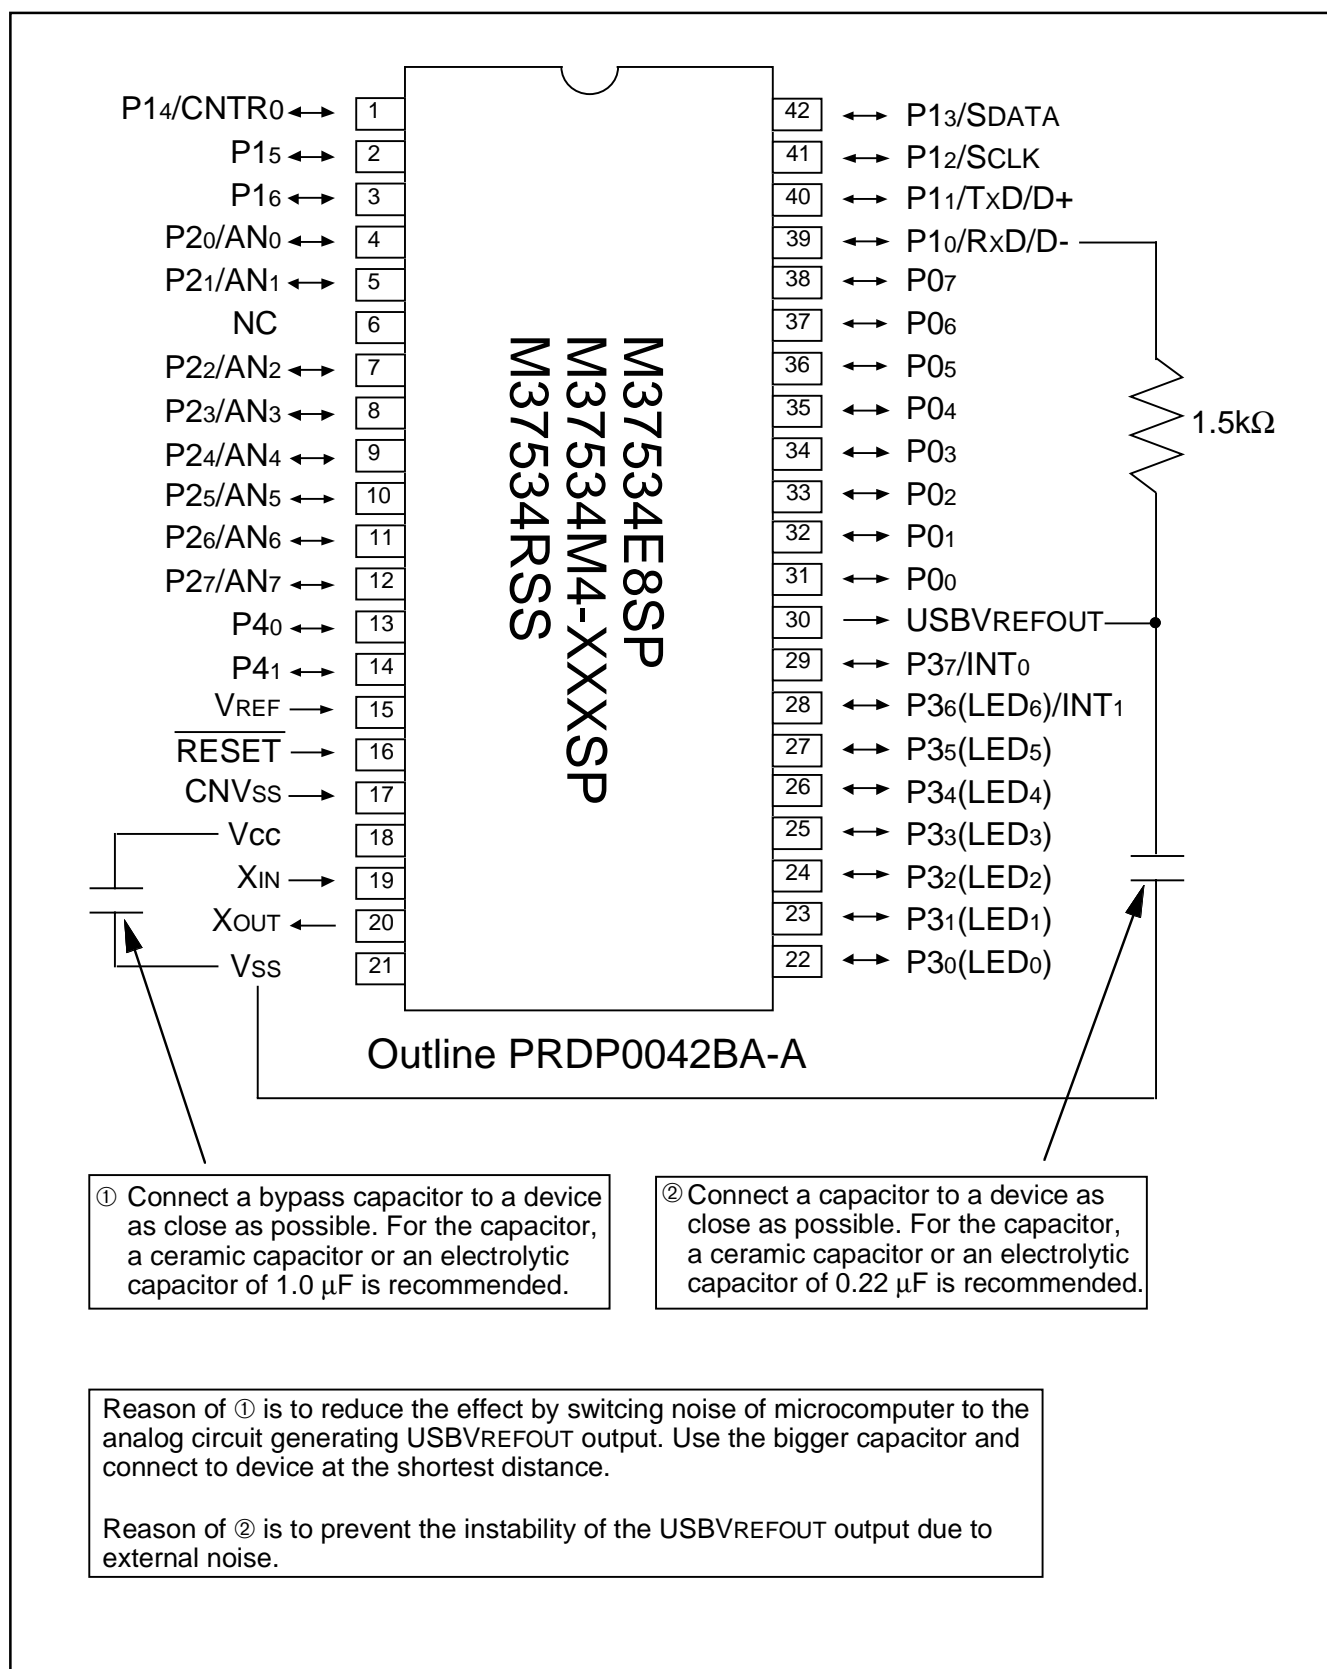 P14/CNTR0 1
P15 2
P16 3
P20/AN0 4
P21/AN1 5
NC 6
P22/AN2 7
P23/AN3 8
P24/AN4 9
P25/AN5 10
P26/AN6 11
P27/AN7 12
P40 13
P41 14
VREF 15
RESET 16
CNVSS 17
Vcc 18
XIN 19
XOUT 20
VSS 21
M37534E8SP
M37534M4-XXXSP
M37534RSS
42 P13/SDATA
41 P12/SCLK
40 P11/TXD/D+
39 P10/RXD/D-
38 P07
37 P06
36 P05
35 P04
34 P03
33 P02
32 P01
31 P00
30 USBVREFOUT
29 P37/INT0
28 P36(LED6)/INT1
27 P35(LED5)
26 P34(LED4)
25 P33(LED3)
24 P32(LED2)
23 P31(LED1)
22 P30(LED0)
1.5kΩ
Outline PRDP0042BA-A
① Connect a bypass capacitor to a device
as close as possible. For the capacitor,
a ceramic capacitor or an electrolytic
capacitor of 1.0 μF is recommended.
② Connect a capacitor to a device as
close as possible. For the capacitor,
a ceramic capacitor or an electrolytic
capacitor of 0.22 μF is recommended.
Reason of ① is to reduce the effect by switcing noise of microcomputer to the
analog circuit generating USBVREFOUT output. Use the bigger capacitor and
connect to device at the shortest distance.
Reason of ② is to prevent the instability of the USBVREFOUT output due to
external noise.